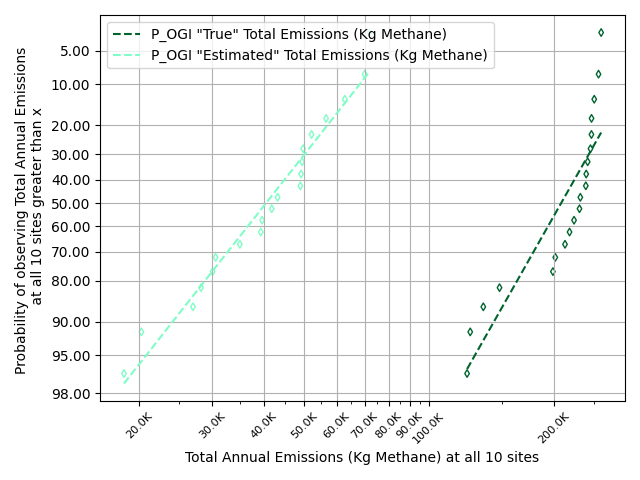 P_OGI "True" Total Emissions (Kg Methane)
P_OGI "Estimated" Total Emissions (Kg Methane)
Probability of observing Total Annual Emissions
at all 10 sites greater than x
5.00
10.00
20.00
30.00
40.00
50.00
60.00
70.00
80.00
90.00
95.00
98.00
20.0K
30.0K
40.0K
50.0K
60.0K
70.0K
80.0K
90.0K
100.0K
200.0K
Total Annual Emissions (Kg Methane) at all 10 sites